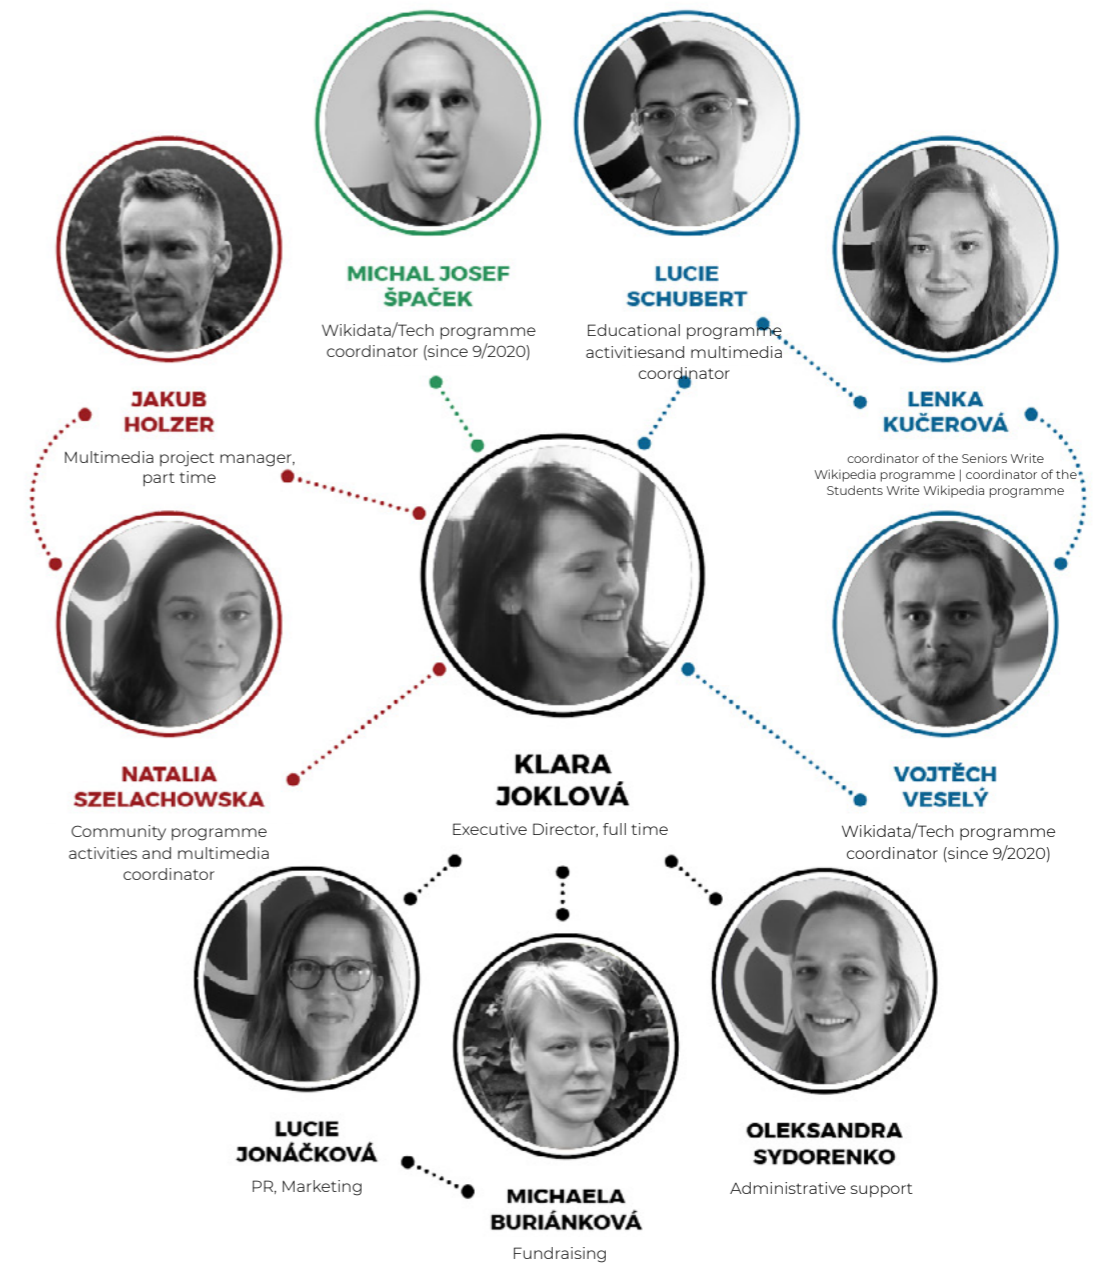 MICHAL JOSEF
ŠPAČEK
Wikidata/Tech programme
coordinator (since 9/2020)
LUCIE
SCHUBERT
Educational programme
activitiesand multimedia
coordinator
JAKUB
HOLZER
Multimedia project manager,
part time
LENKA
KUČEROVÁ
coordinator of the Seniors Write
Wikipedia programme | coordinator of the
Students Write Wikipedia programme
NATALIA
SZELACHOWSKA
Community programme
activities and multimedia
coordinator
KLARA
JOKLOVÁ
Executive Director, full time
VOJTĚCH
VESELÝ
Wikidata/Tech programme
coordinator (since 9/2020)
LUCIE
JONÁČKOVÁ
PR, Marketing
MICHAELA
BURIÁNKOVÁ
Fundraising
OLEKSANDRA
SYDORENKO
Administrative support